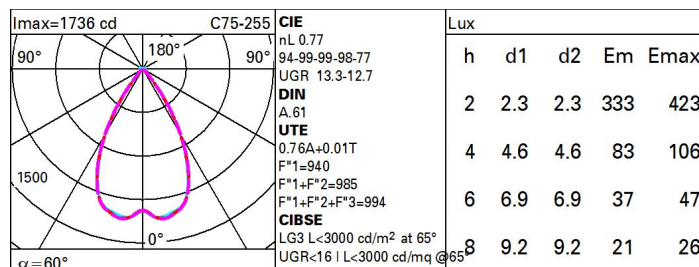 Imax=1736 cd C75-255
90° 180° 90°
1500
0°
α=60°
CIE
nL 0.77
94-99-99-98-77
UGR 13.3-12.7
DIN
A.61
UTE
0.76A+0.01T
F"1=940
F"1+F"2=985
F"1+F"2+F"3=994
CIBSE
LG3 L<3000 cd/m² at 65°
UGR<16 | L<3000 cd/mq @65°
Lux
h d1 d2 Em Emax
2 2.3 2.3 333 423
4 4.6 4.6 83 106
6 6.9 6.9 37 47
8 9.2 9.2 21 26